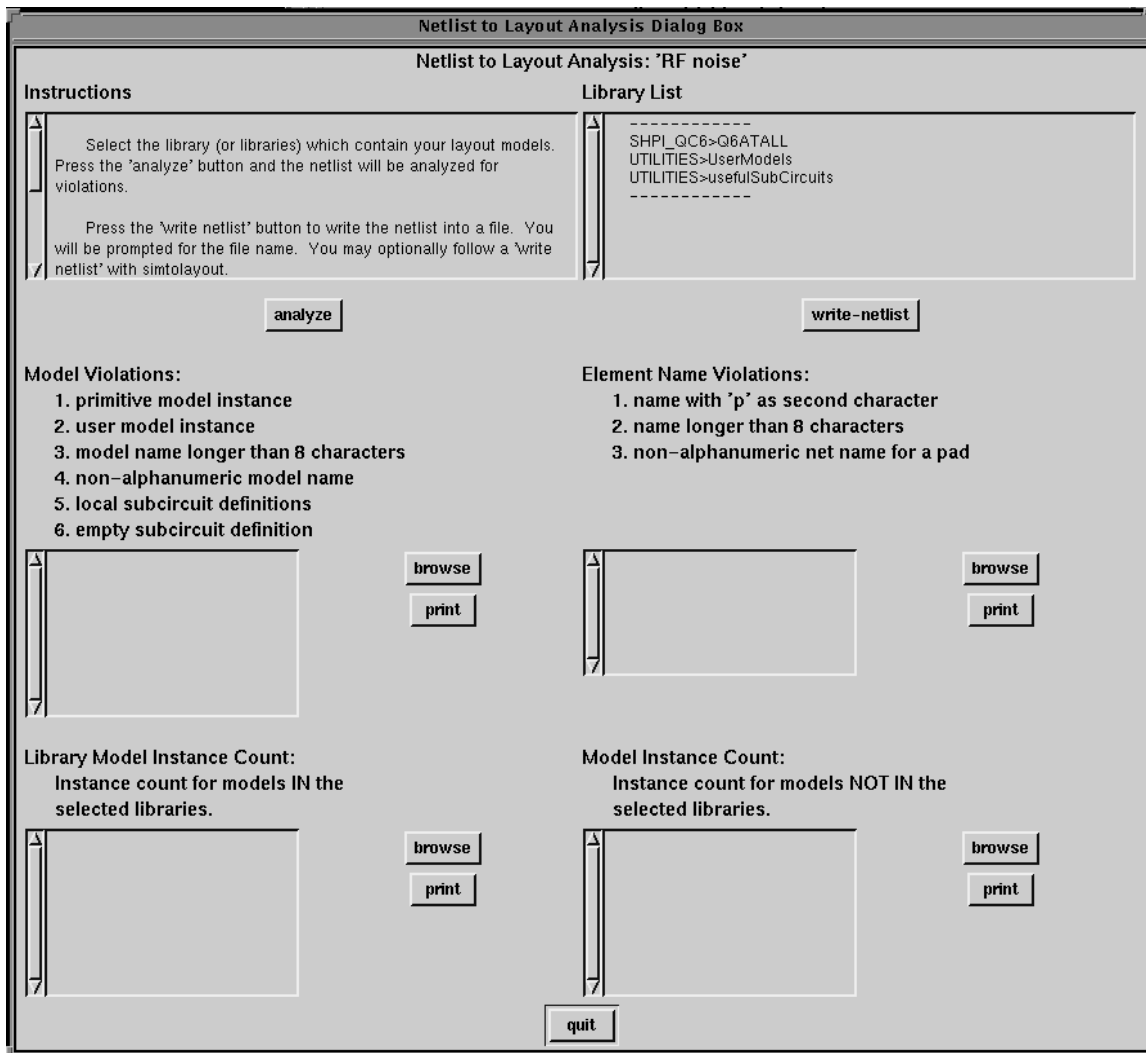 Netlist to Layout Analysis Dialog Box
Netlist to Layout Analysis: 'RF noise'
Instructions
Select the library (or libraries) which contain your layout models.
Press the 'analyze' button and the netlist will be analyzed for
violations.
Press the 'write netlist' button to write the netlist into a file. You
will be prompted for the file name. You may optionally follow a 'write
netlist' with simtolayout.
Library List
------------
SHPI_QC6>Q6ATALL
UTILITIES>UserModels
UTILITIES>usefulSubCircuits
------------
analyze
write-netlist
Model Violations:
1. primitive model instance
2. user model instance
3. model name longer than 8 characters
4. non-alphanumeric model name
5. local subcircuit definitions
6. empty subcircuit definition
browse
print
Element Name Violations:
1. name with 'p' as second character
2. name longer than 8 characters
3. non-alphanumeric net name for a pad
browse
print
Library Model Instance Count:
Instance count for models IN the
selected libraries.
browse
print
Model Instance Count:
Instance count for models NOT IN the
selected libraries.
browse
print
quit